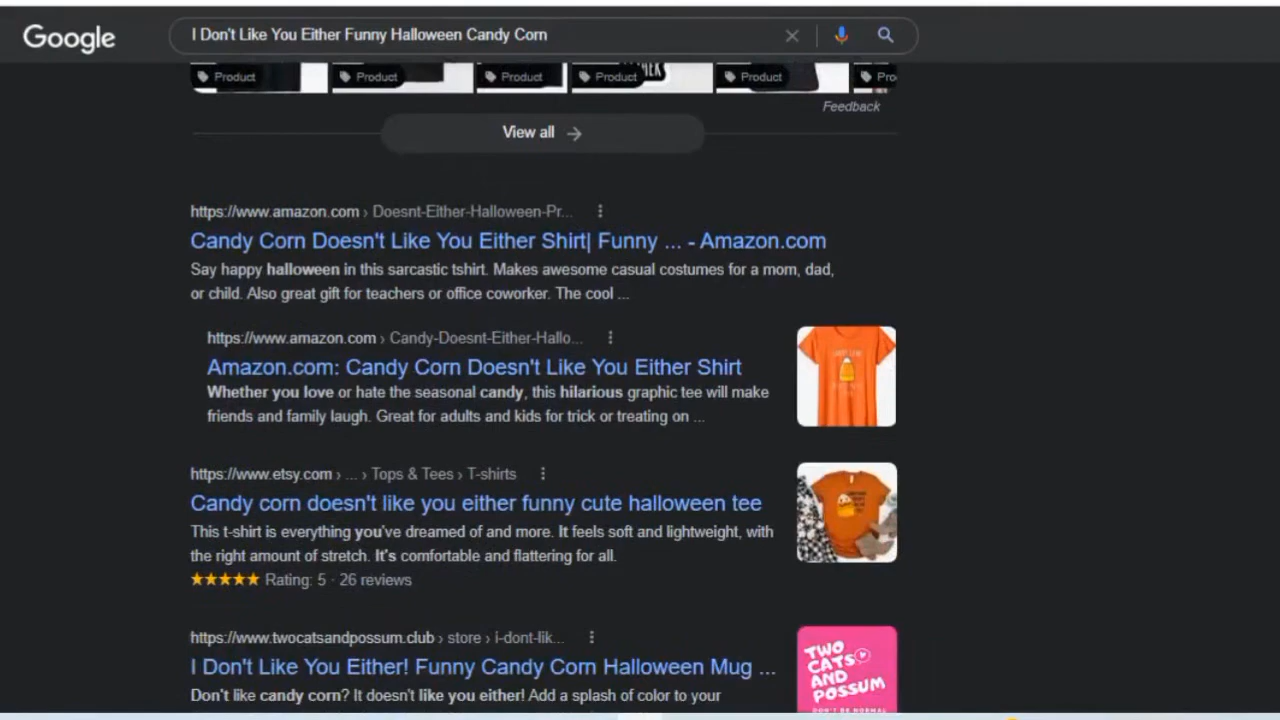 Google
I Don't Like You Either Funny Halloween Candy Corn
Product Product Product Product Product Pro
Feedback
View all
https://www.amazon.com › Doesnt-Either-Halloween-Pr...
Candy Corn Doesn't Like You Either Shirt| Funny ... - Amazon.com
Say happy halloween in this sarcastic tshirt. Makes awesome casual costumes for a mom, dad,
or child. Also great gift for teachers or office coworker. The cool ...
https://www.amazon.com › Candy-Doesnt-Either-Hallo...
Amazon.com: Candy Corn Doesn't Like You Either Shirt
Whether you love or hate the seasonal candy, this hilarious graphic tee will make
friends and family laugh. Great for adults and kids for trick or treating on ...
https://www.etsy.com › ... › Tops & Tees › T-shirts
Candy corn doesn't like you either funny cute halloween tee
This t-shirt is everything you've dreamed of and more. It feels soft and lightweight, with
the right amount of stretch. It's comfortable and flattering for all.
Rating: 5 · 26 reviews
https://www.twocatsandpossum.club › store › i-dont-lik...
I Don't Like You Either! Funny Candy Corn Halloween Mug ...
Don't like candy corn? It doesn't like you either! Add a splash of color to your
TWO
CATS
AND
POSSUM
DON'T BE NORMAL